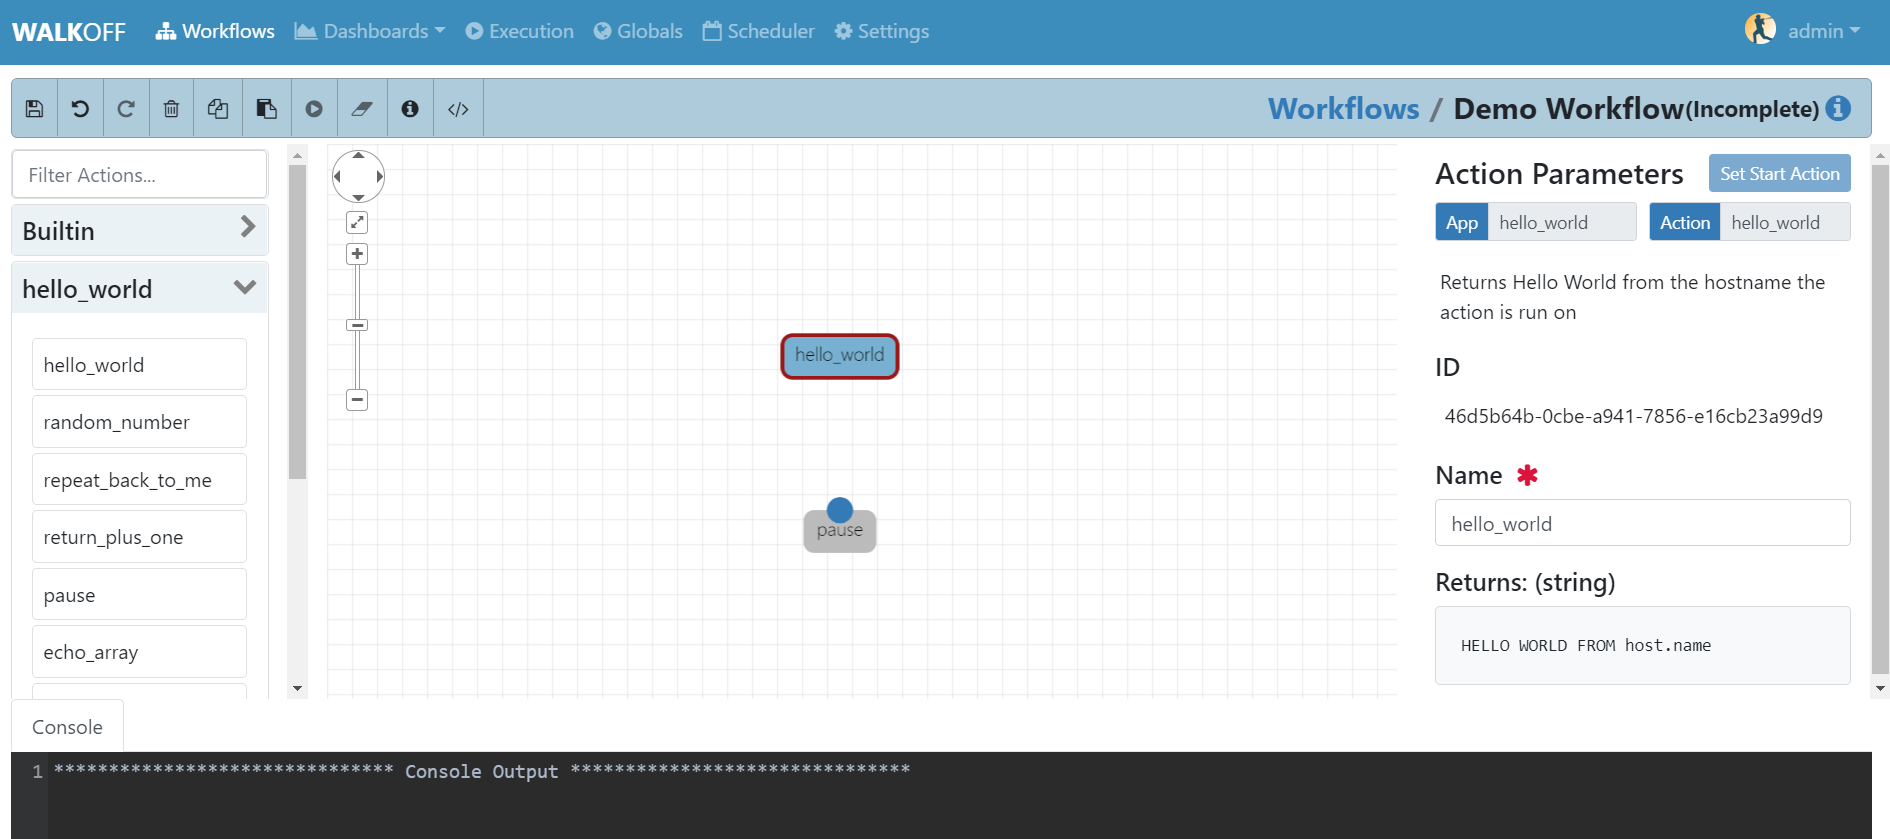 WALKOFF Workflows Dashboards Execution Globals Scheduler Settings admin
Workflows / Demo Workflow(Incomplete)
Filter Actions...
Builtin
hello_world
hello_world
random_number
repeat_back_to_me
return_plus_one
pause
echo_array
hello_world
pause
Action Parameters Set Start Action
App hello_world Action hello_world
Returns Hello World from the hostname the
action is run on
ID
46d5b64b-0cbe-a941-7856-e16cb23a99d9
Name *
hello_world
Returns: (string)
HELLO WORLD FROM host.name
Console
1 ******************************* Console Output *******************************